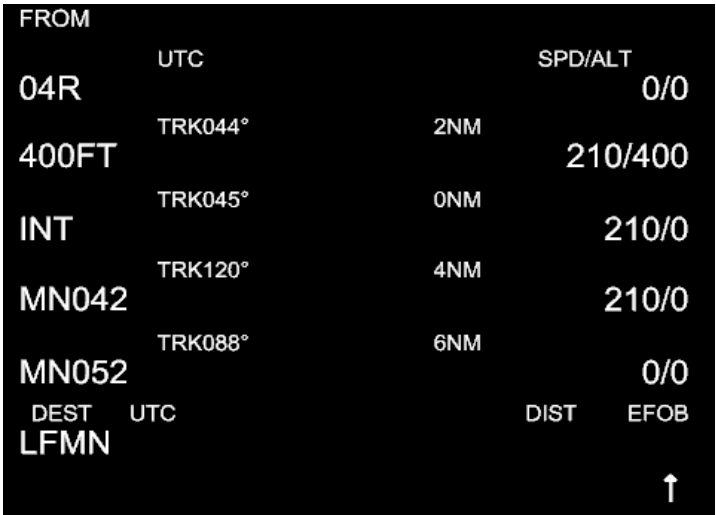 FROM
UTC SPD/ALT
04R 0/0
TRK044° 2NM
400FT 210/400
TRK045° 0NM
INT 210/0
TRK120° 4NM
MN042 210/0
TRK088° 6NM
MN052 0/0
DEST UTC DIST EFOB
LFMN
↑